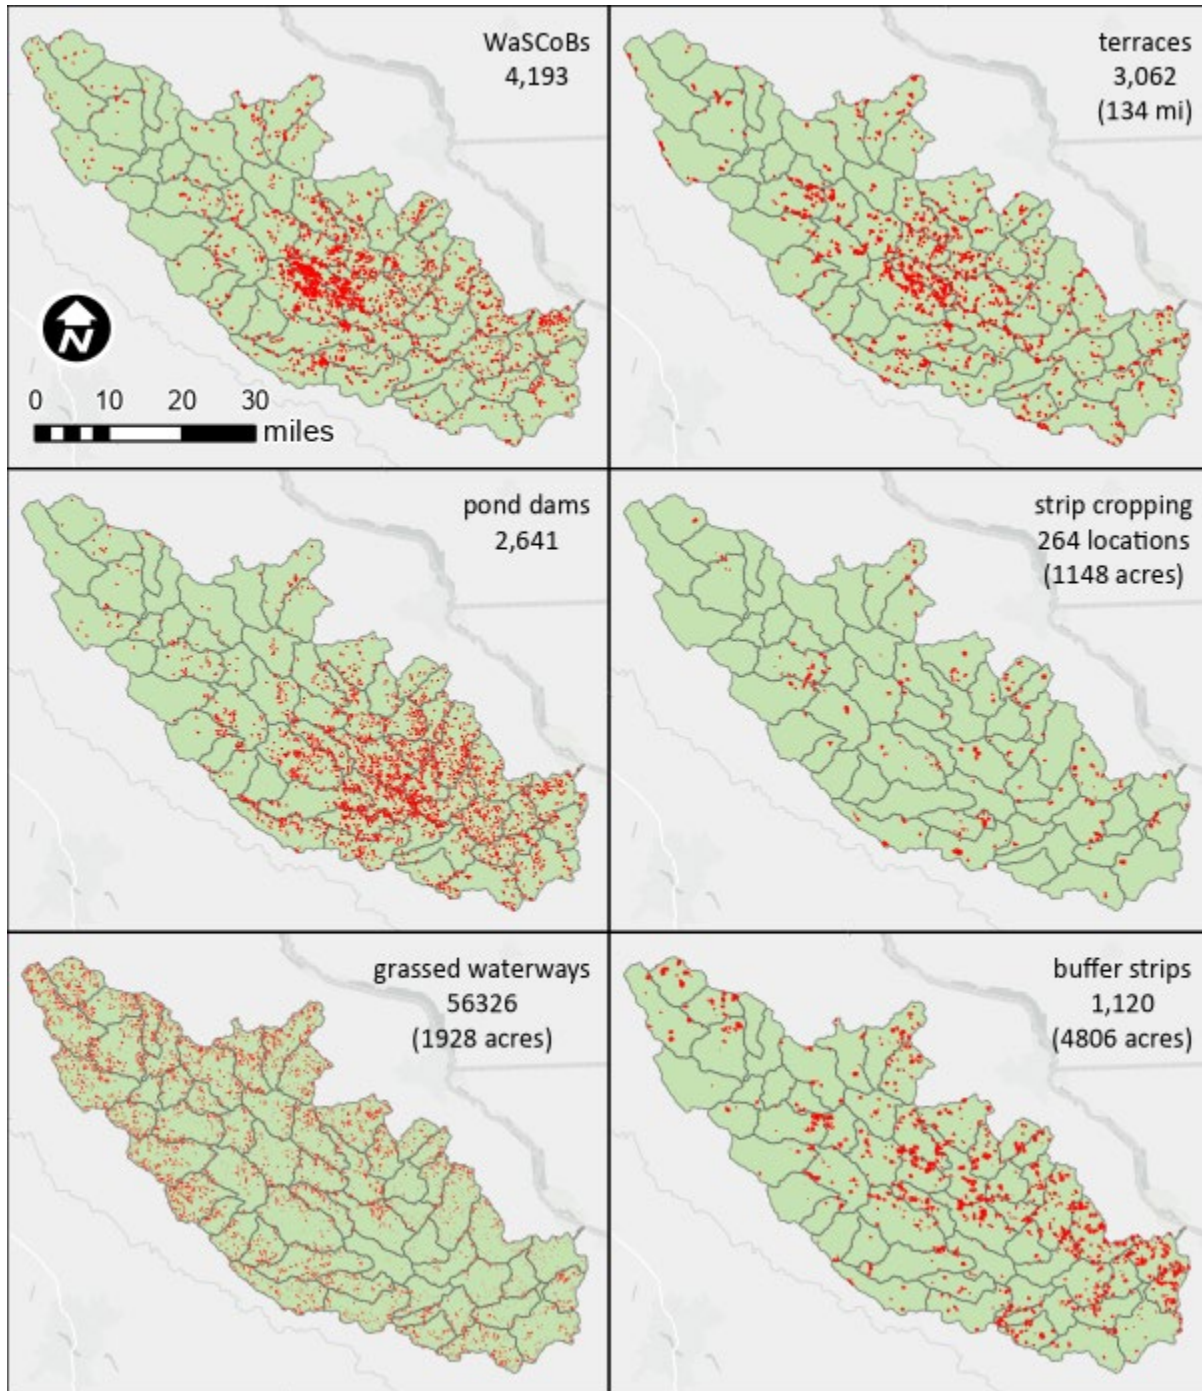 WaSCoBs
4,193
terraces
3,062
(134 mi)
N
0 10 20 30
miles
pond dams
2,641
strip cropping
264 locations
(1148 acres)
grassed waterways
56326
(1928 acres)
buffer strips
1,120
(4806 acres)